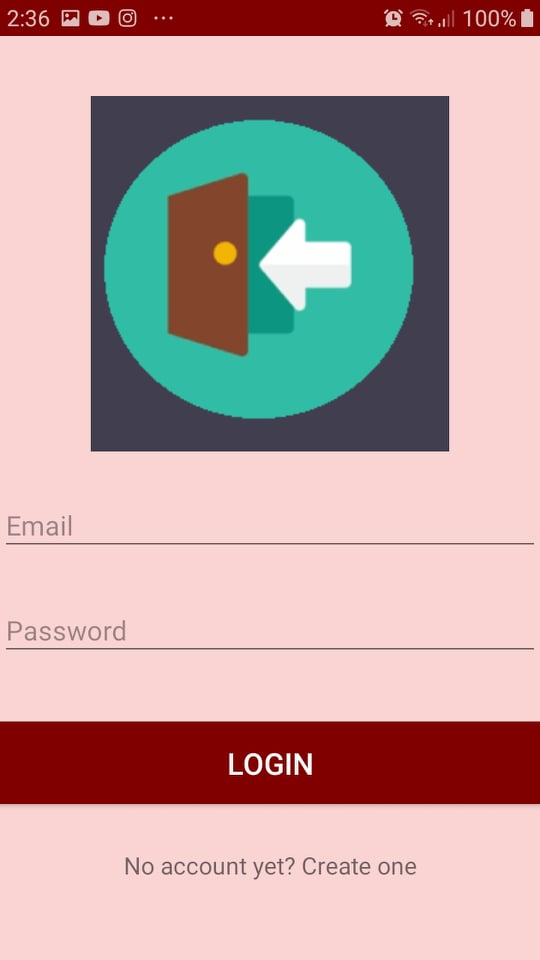 2:36 100%
Email
Password
LOGIN
No account yet? Create one